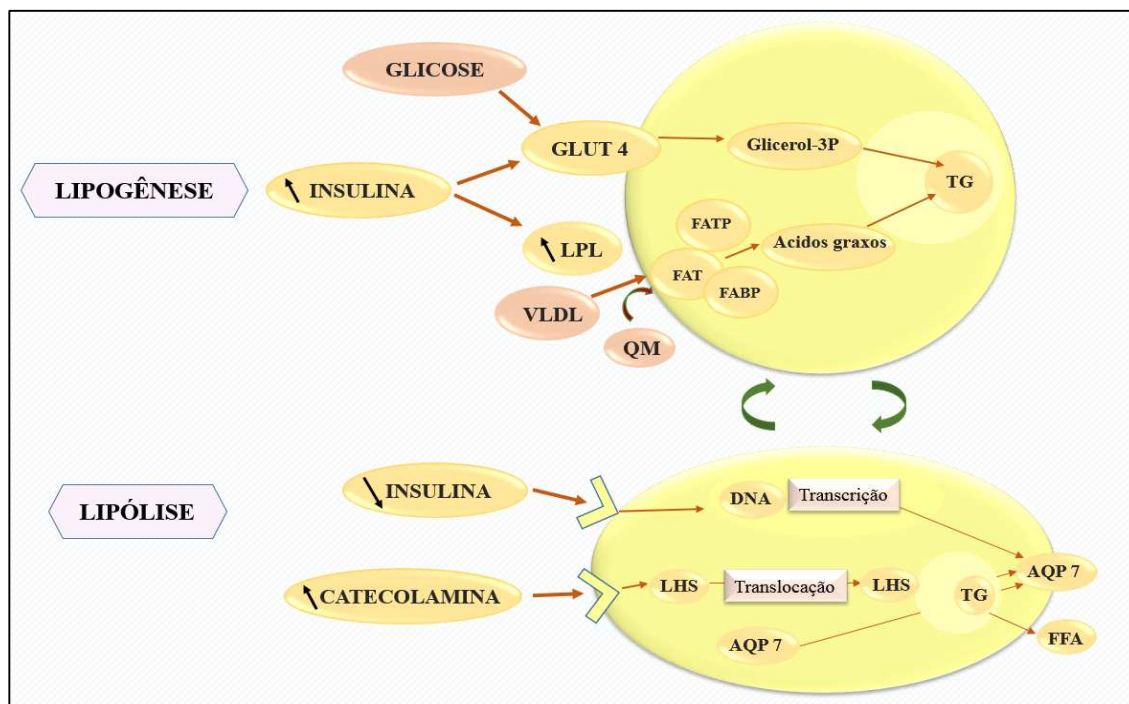 GLICOSE
GLUT 4
Glicerol-3P
TG
LIPOGÊNESE
INSULINA
LPL
FATP
FAT
FABP
Acidos graxos
VLDL
QM
LIPÓLISE
INSULINA
DNA
Transcrição
AQP 7
CATECOLAMINA
LHS
Translocação
LHS
TG
AQP 7
FFA